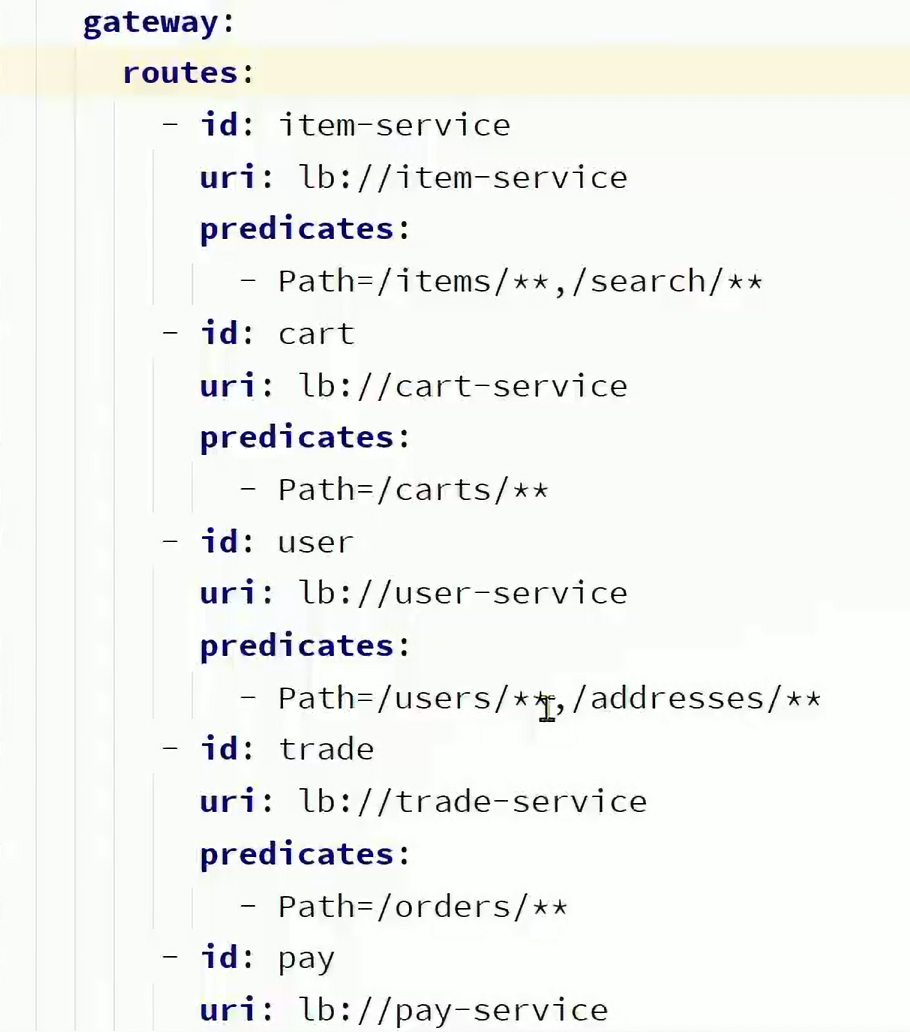 gateway:
routes:
- id: item-service
uri: lb://item-service
predicates:
- Path=/items/**,/search/**
- id: cart
uri: lb://cart-service
predicates:
- Path=/carts/**
- id: user
uri: lb://user-service
predicates:
- Path=/users/**,/addresses/**
- id: trade
uri: lb://trade-service
predicates:
- Path=/orders/**
- id: pay
uri: lb://pay-service